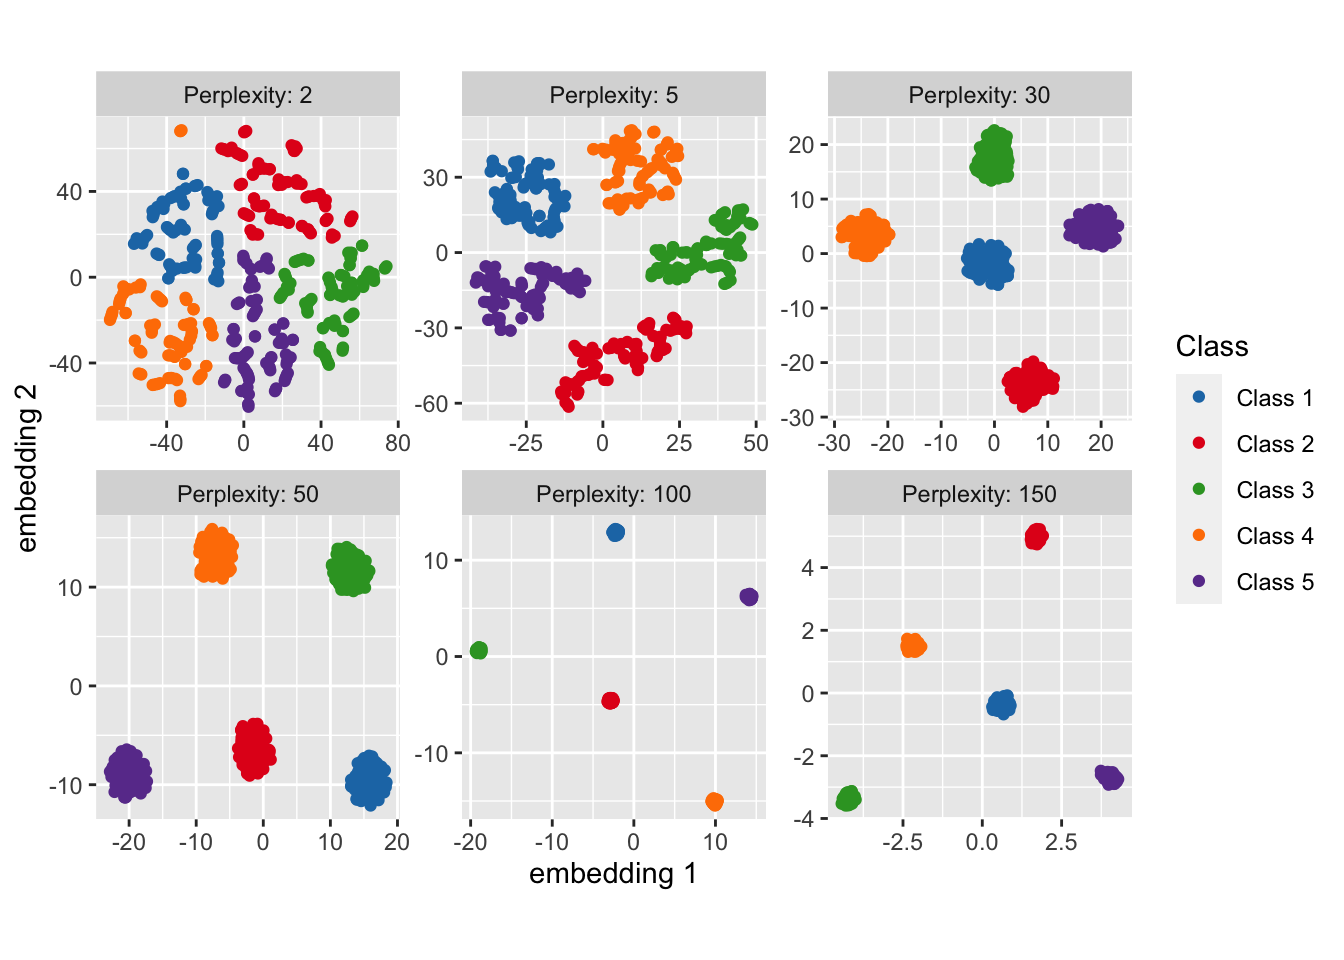 Perplexity: 2
Perplexity: 5
Perplexity: 30
40
0
-40
-40 0 40 80
30
0
-30
-60
-25 0 25 50
20
10
0
-10
-20
-30
-30 -20 -10 0 10 20
Perplexity: 50
Perplexity: 100
Perplexity: 150
10
0
-10
-20 -10 0 10 20
10
0
-10
-20 -10 0 10
4
2
0
-2
-4
-2.5 0.0 2.5
embedding 1
embedding 2
Class
Class 1
Class 2
Class 3
Class 4
Class 5